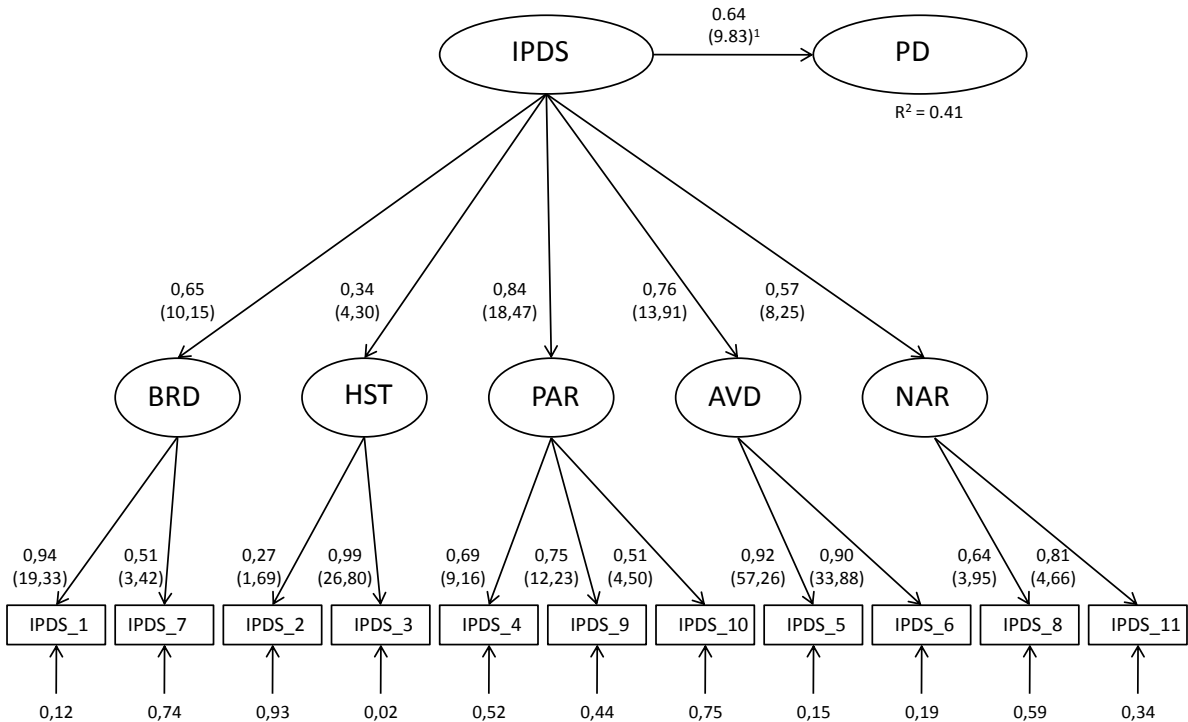 0.64
(9.83)¹
IPDS
PD
R² = 0.41
0,65
(10,15)
0,34
(4,30)
0,84
(18,47)
0,76
(13,91)
0,57
(8,25)
BRD
HST
PAR
AVD
NAR
0,94
(19,33)
0,51
(3,42)
0,27
(1,69)
0,99
(26,80)
0,69
(9,16)
0,75
(12,23)
0,51
(4,50)
0,92
(57,26)
0,90
(33,88)
0,64
(3,95)
0,81
(4,66)
IPDS_1
IPDS_7
IPDS_2
IPDS_3
IPDS_4
IPDS_9
IPDS_10
IPDS_5
IPDS_6
IPDS_8
IPDS_11
0,12
0,74
0,93
0,02
0,52
0,44
0,75
0,15
0,19
0,59
0,34